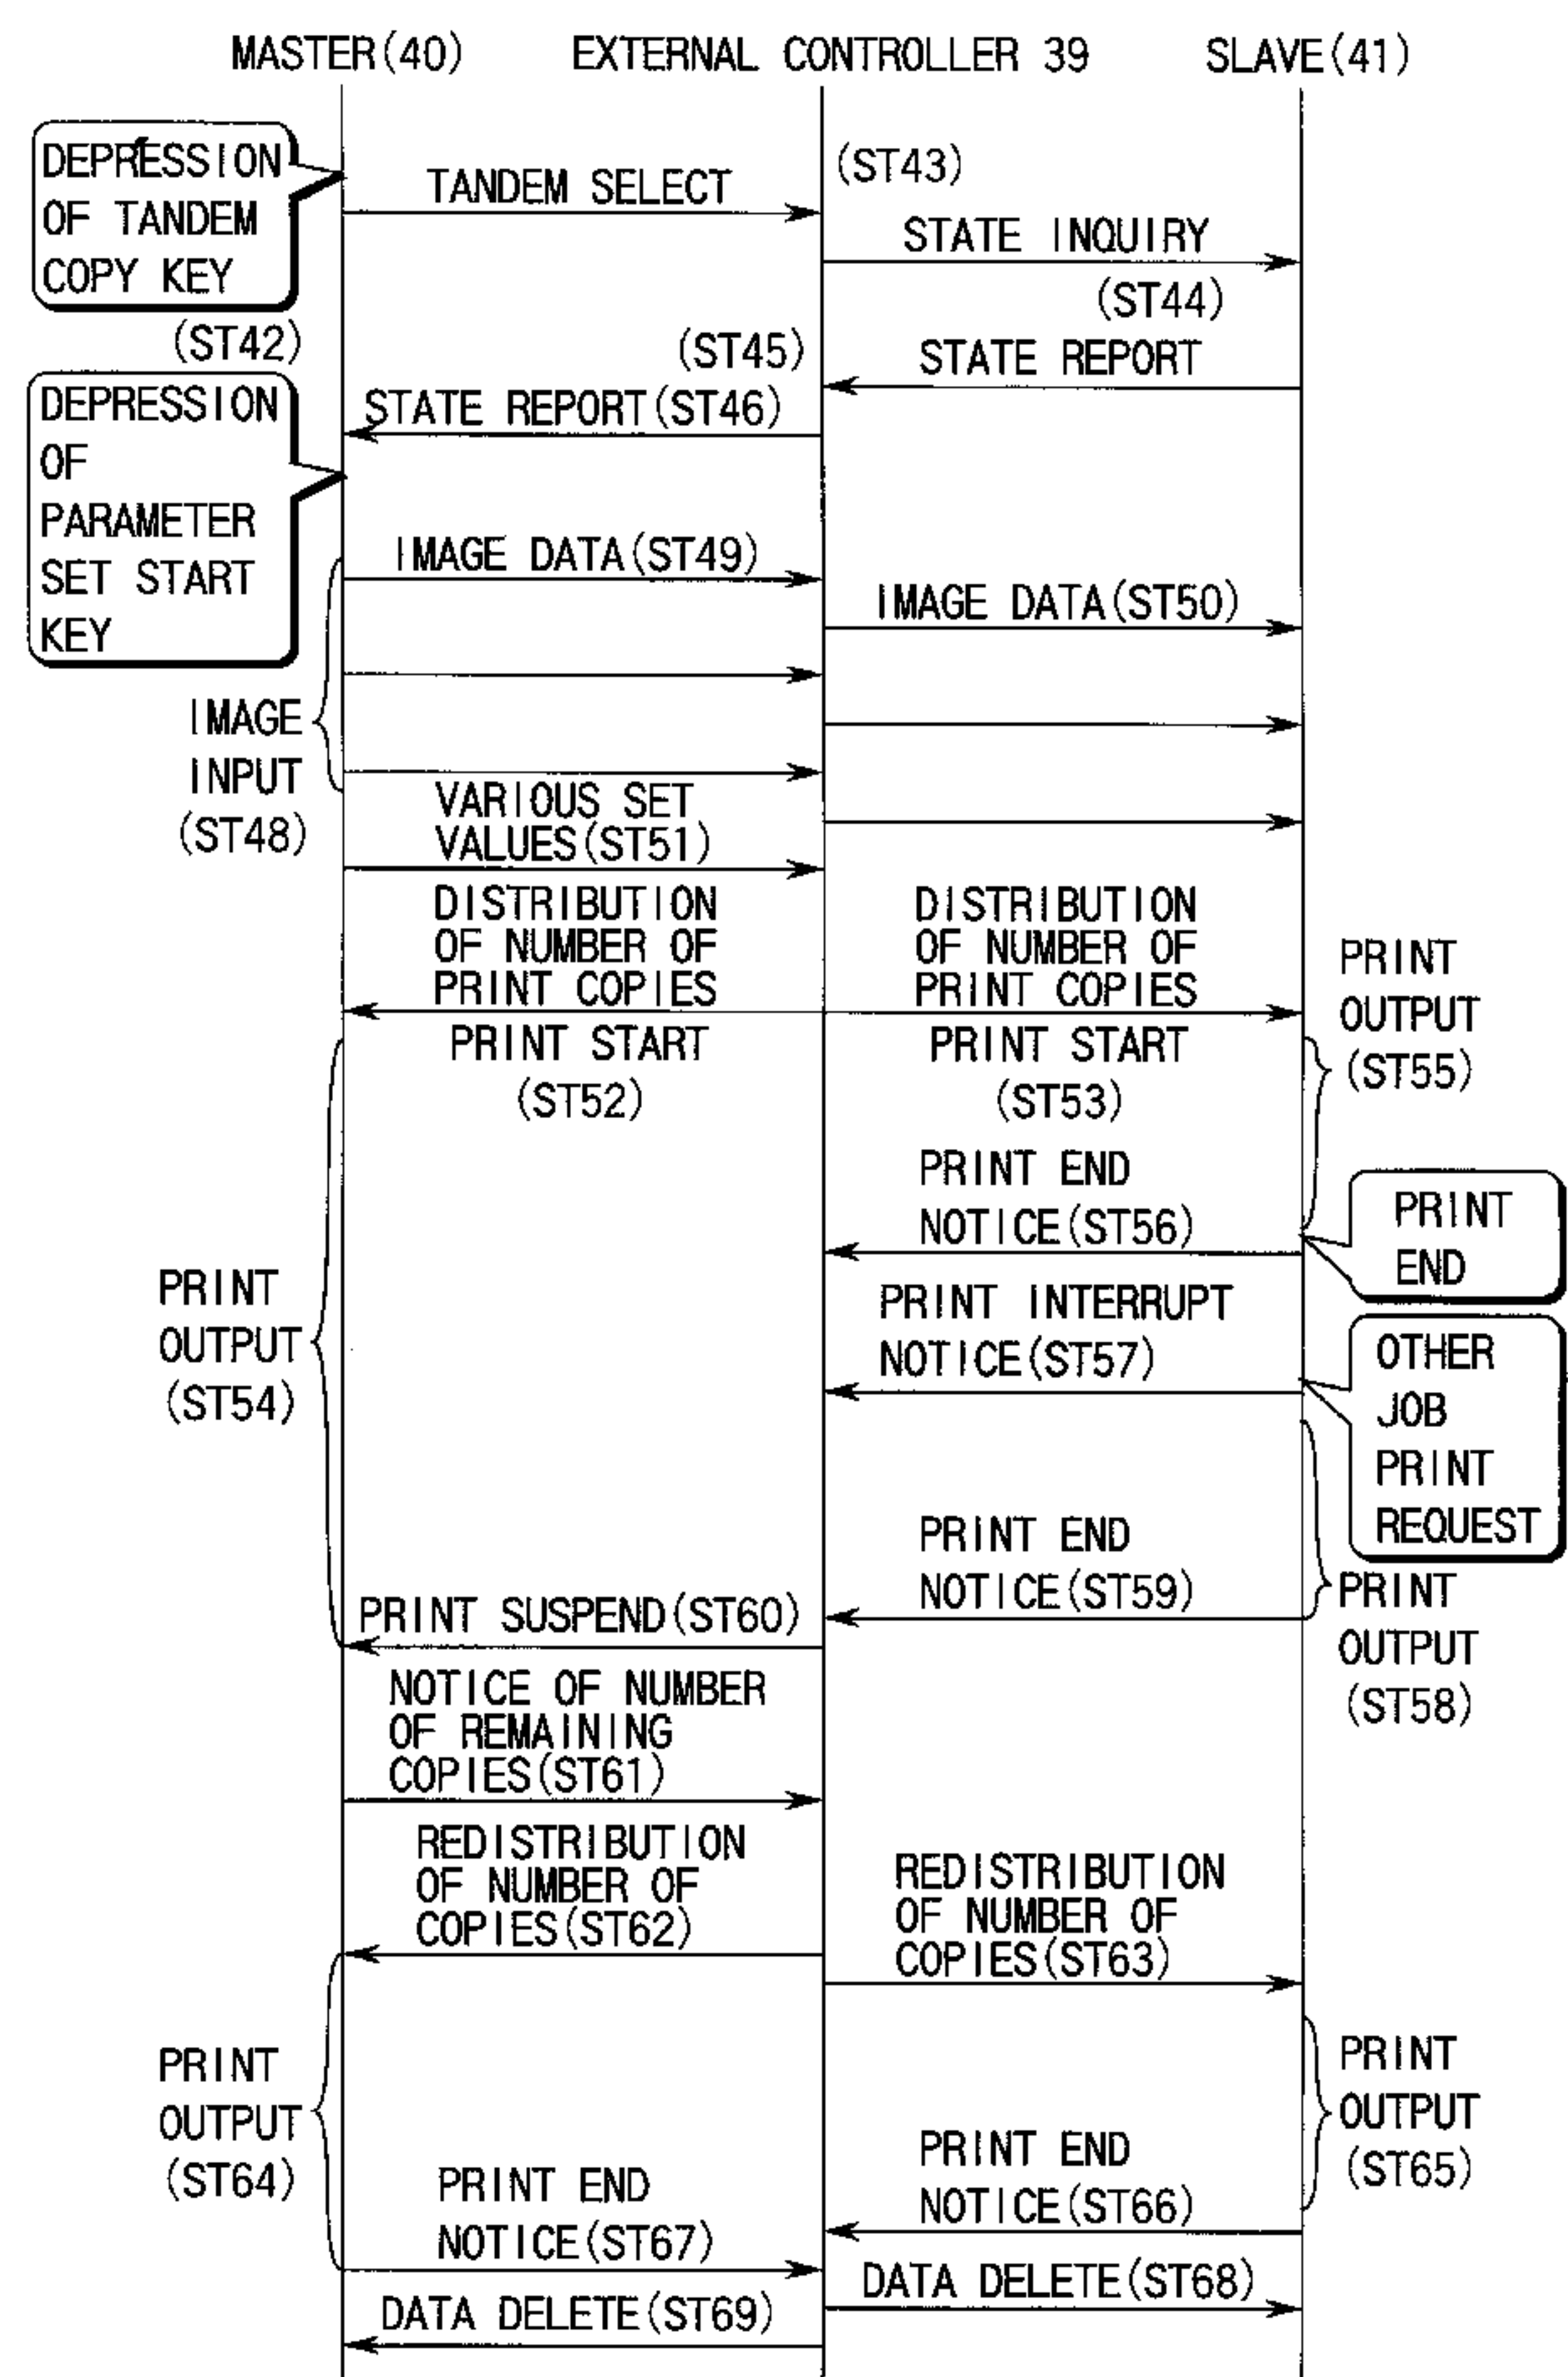 MASTER(40)
EXTERNAL CONTROLLER 39
SLAVE(41)
DEPRESSION
OF TANDEM
COPY KEY
(ST42)
TANDEM SELECT
(ST43)
STATE INQUIRY
(ST44)
(ST45)
STATE REPORT
STATE REPORT(ST46)
DEPRESSION
OF
PARAMETER
SET START
KEY
IMAGE DATA(ST49)
IMAGE DATA(ST50)
IMAGE
INPUT
(ST48)
VARIOUS SET
VALUES(ST51)
DISTRIBUTION
OF NUMBER OF
PRINT COPIES
DISTRIBUTION
OF NUMBER OF
PRINT COPIES
PRINT
OUTPUT
(ST55)
PRINT START
(ST52)
PRINT START
(ST53)
PRINT END
NOTICE(ST56)
PRINT
END
PRINT
OUTPUT
(ST54)
PRINT INTERRUPT
NOTICE(ST57)
OTHER
JOB
PRINT
REQUEST
PRINT END
NOTICE(ST59)
PRINT
OUTPUT
(ST58)
PRINT SUSPEND(ST60)
NOTICE OF NUMBER
OF REMAINING
COPIES(ST61)
REDISTRIBUTION
OF NUMBER OF
COPIES(ST62)
REDISTRIBUTION
OF NUMBER OF
COPIES(ST63)
PRINT
OUTPUT
(ST64)
PRINT
OUTPUT
(ST65)
PRINT END
NOTICE(ST66)
PRINT END
NOTICE(ST67)
DATA DELETE(ST68)
DATA DELETE(ST69)